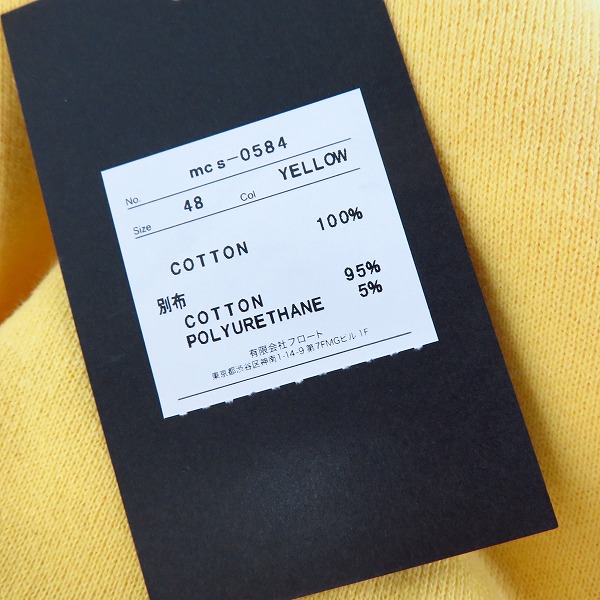 No. mcs-0584
Size 48 Col YELLOW
COTTON 100%
別布
COTTON 95%
POLYURETHANE 5%
有限会社フロート
東京都渋谷区神南1-14-9 第7FMGビル 1F